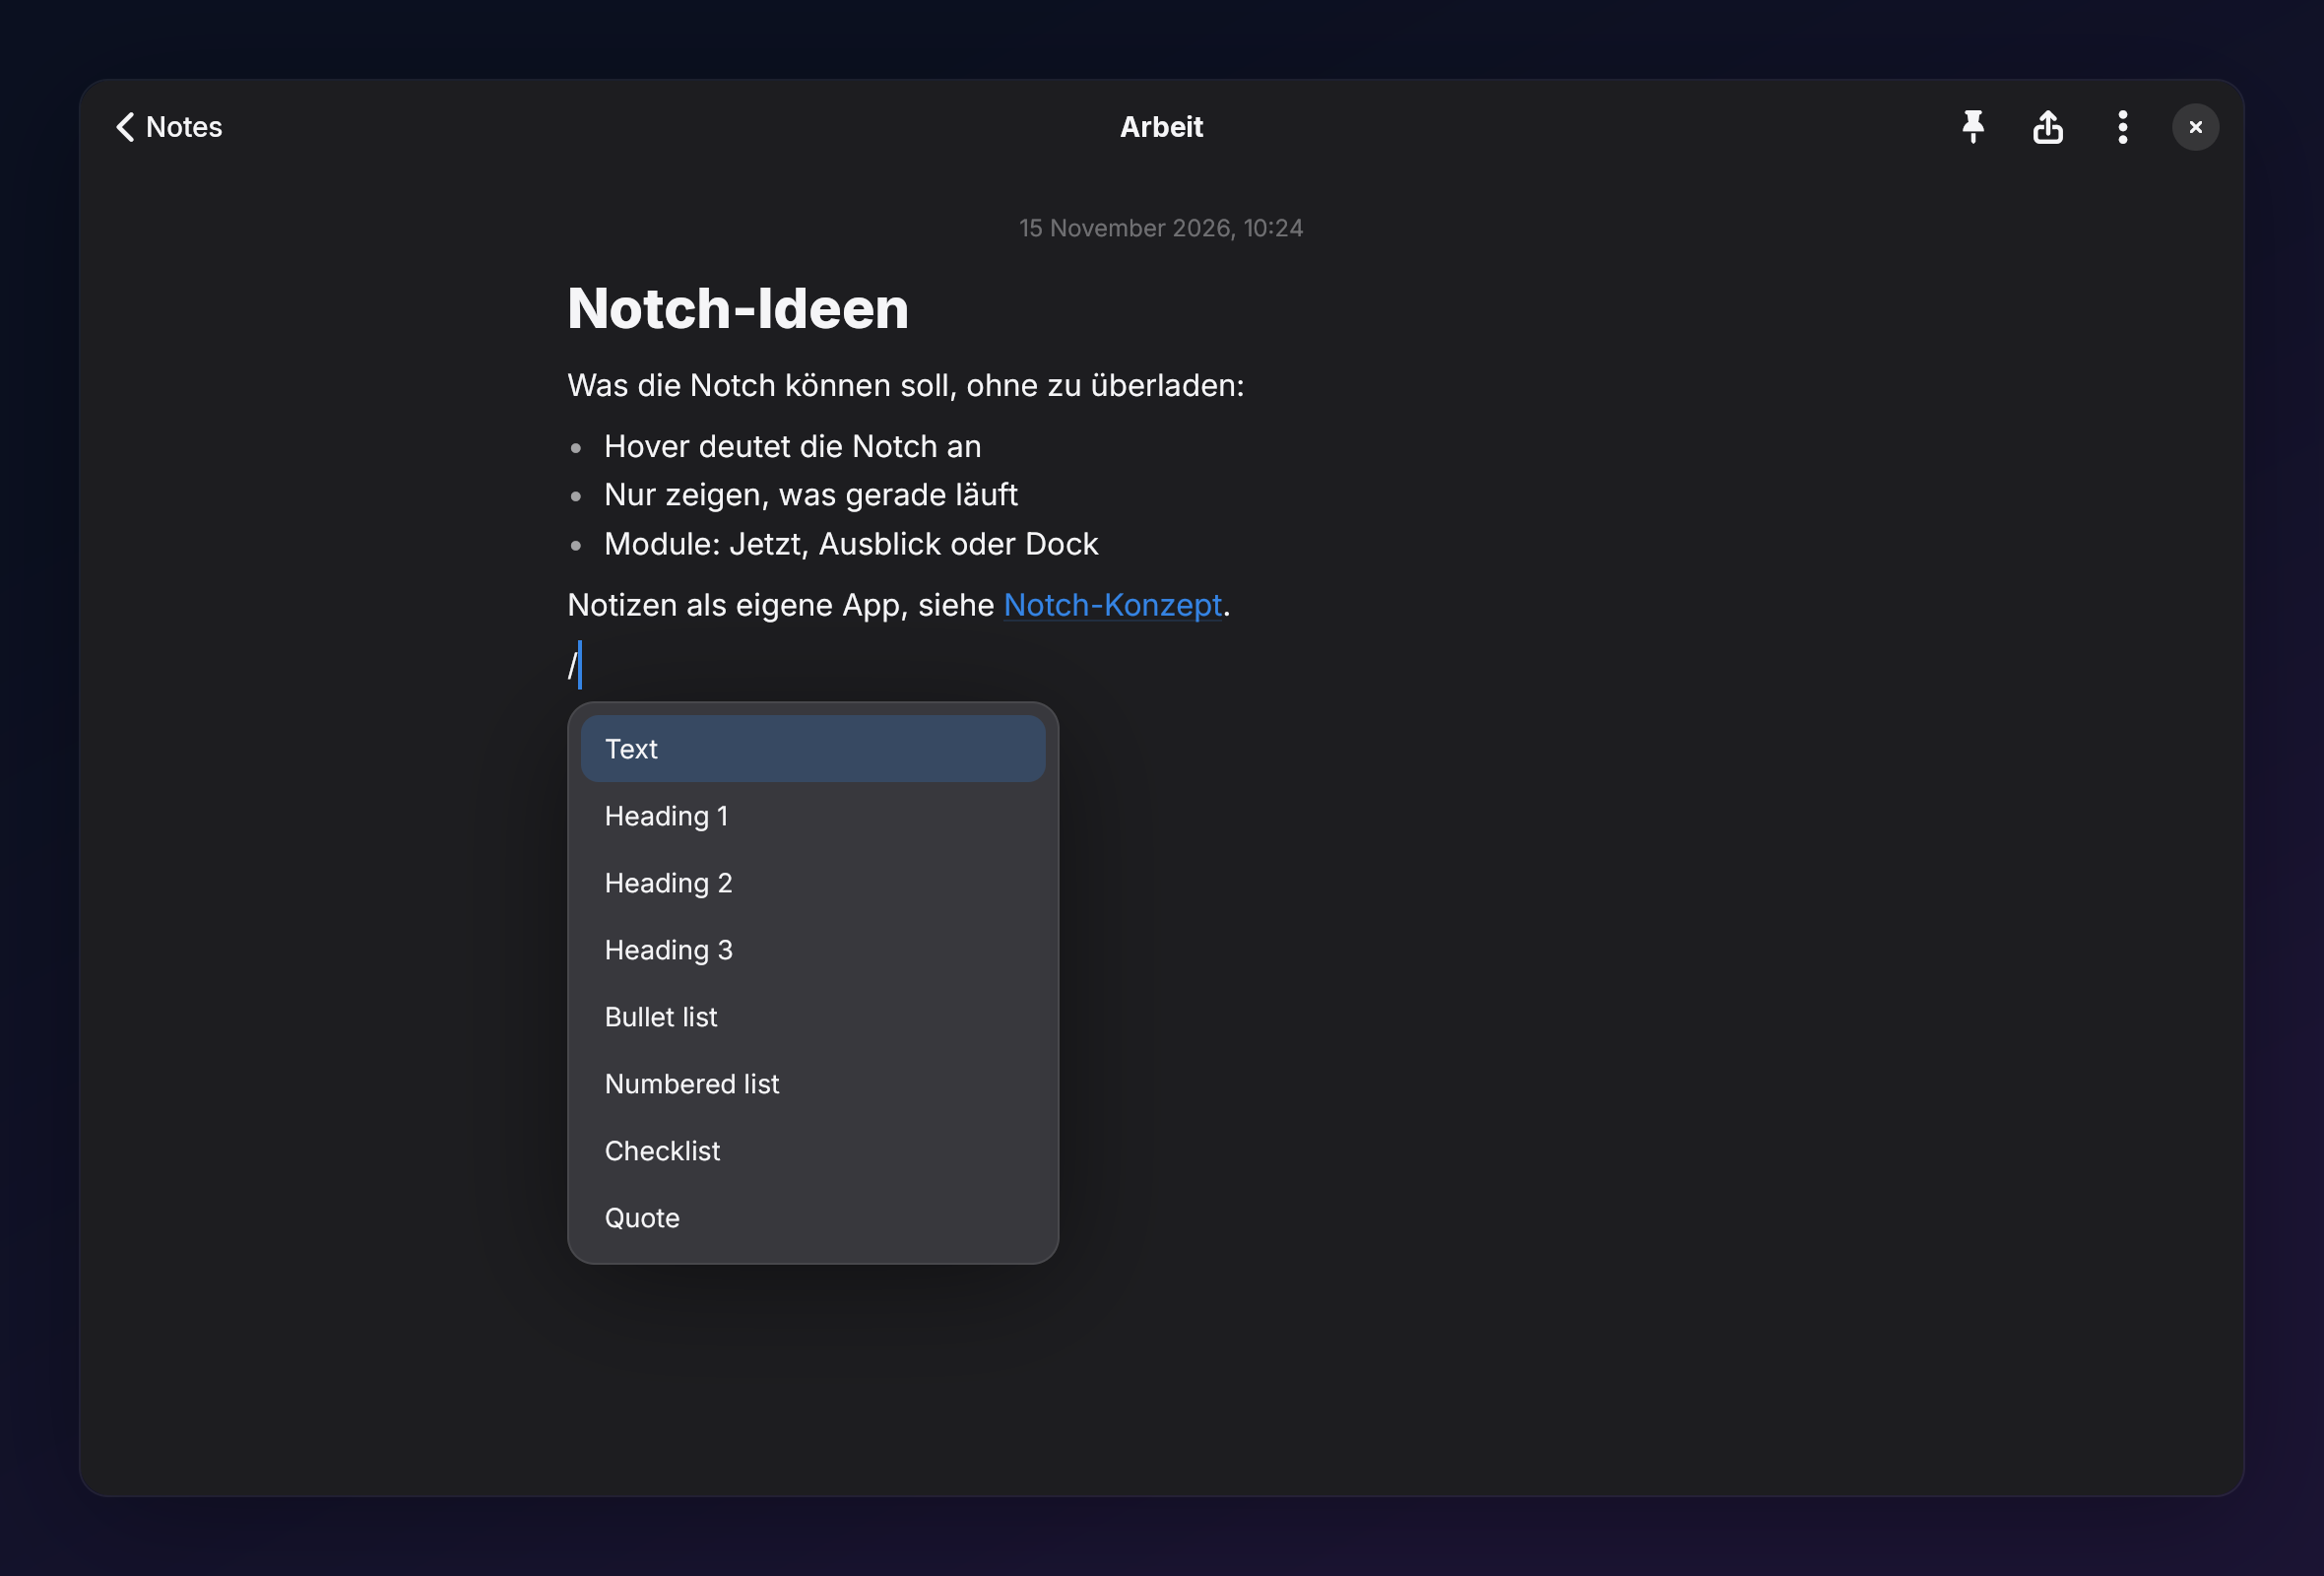 Notes
Arbeit
15 November 2026, 10:24
Notch-Ideen
Was die Notch können soll, ohne zu überladen:
Hover deutet die Notch an
Nur zeigen, was gerade läuft
Module: Jetzt, Ausblick oder Dock
Notizen als eigene App, siehe Notch-Konzept.
/
Text
Heading 1
Heading 2
Heading 3
Bullet list
Numbered list
Checklist
Quote